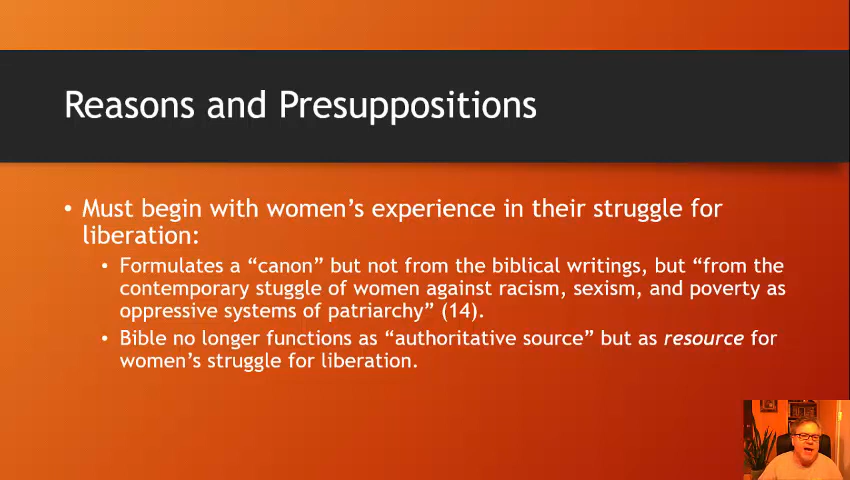 Reasons and Presuppositions
• Must begin with women's experience in their struggle for
liberation:
• Formulates a “canon” but not from the biblical writings, but “from the
contemporary stuggle of women against racism, sexism, and poverty as
oppressive systems of patriarchy” (14).
• Bible no longer functions as “authoritative source” but as resource for
women's struggle for liberation.